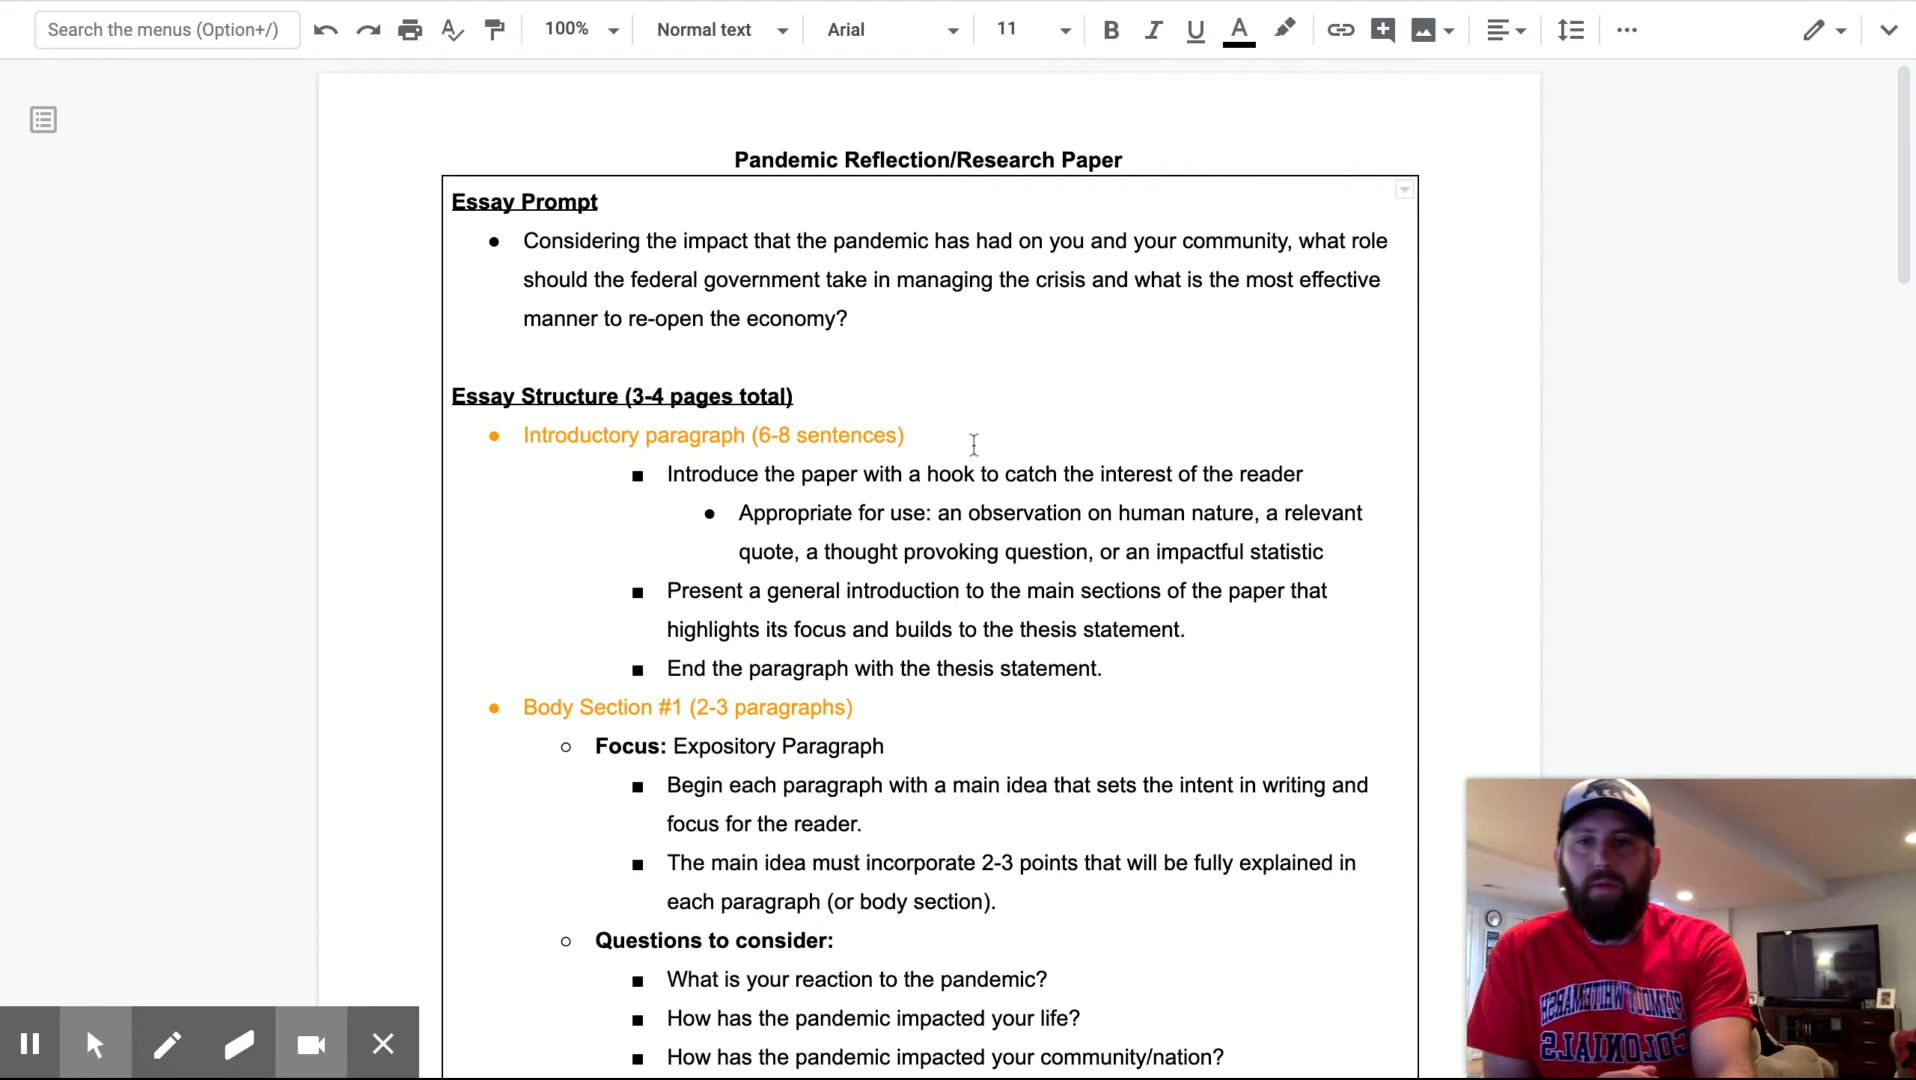 Search the menus (Option+/)
100%
Normal text
Arial
11
B I U A
Pandemic Reflection/Research Paper
Essay Prompt
● Considering the impact that the pandemic has had on you and your community, what role
should the federal government take in managing the crisis and what is the most effective
manner to re-open the economy?
Essay Structure (3-4 pages total)
● Introductory paragraph (6-8 sentences)
■ Introduce the paper with a hook to catch the interest of the reader
● Appropriate for use: an observation on human nature, a relevant
quote, a thought provoking question, or an impactful statistic
■ Present a general introduction to the main sections of the paper that
highlights its focus and builds to the thesis statement.
■ End the paragraph with the thesis statement.
● Body Section #1 (2-3 paragraphs)
○ Focus: Expository Paragraph
■ Begin each paragraph with a main idea that sets the intent in writing and
focus for the reader.
■ The main idea must incorporate 2-3 points that will be fully explained in
each paragraph (or body section).
○ Questions to consider:
■ What is your reaction to the pandemic?
■ How has the pandemic impacted your life?
■ How has the pandemic impacted your community/nation?
PLYMOUTH WHITEMARSH
COLONIALS